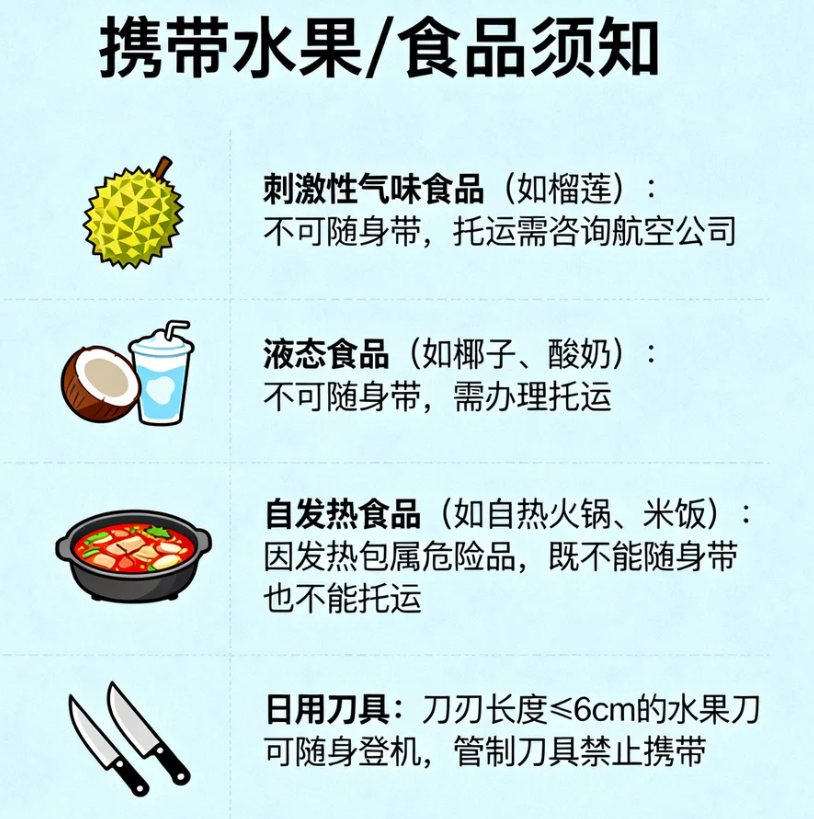 携带水果/食品须知
刺激性气味食品（如榴莲）：
不可随身带，托运需咨询航空公司
液态食品（如椰子、酸奶）：
不可随身带，需办理托运
自发热食品（如自热火锅、米饭）：
因发热包属危险品，既不能随身带
也不能托运
日用刀具：刀刃长度≤6cm的水果刀
可随身登机，管制刀具禁止携带